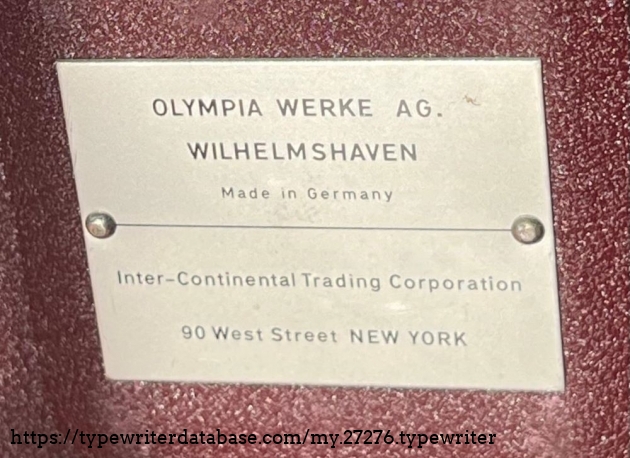 OLYMPIA WERKE AG.
WILHELMSHAVEN
Made in Germany
Inter-Continental Trading Corporation
90 West Street NEW YORK
https://typewriterdatabase.com/my.27276.typewriter